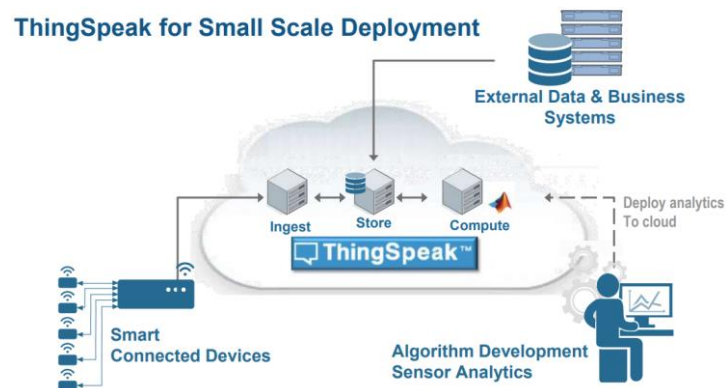 ThingSpeak for Small Scale Deployment
External Data & Business
Systems
Ingest
Store
Compute
Deploy analytics
To cloud
ThingSpeak™
Smart
Connected Devices
Algorithm Development
Sensor Analytics